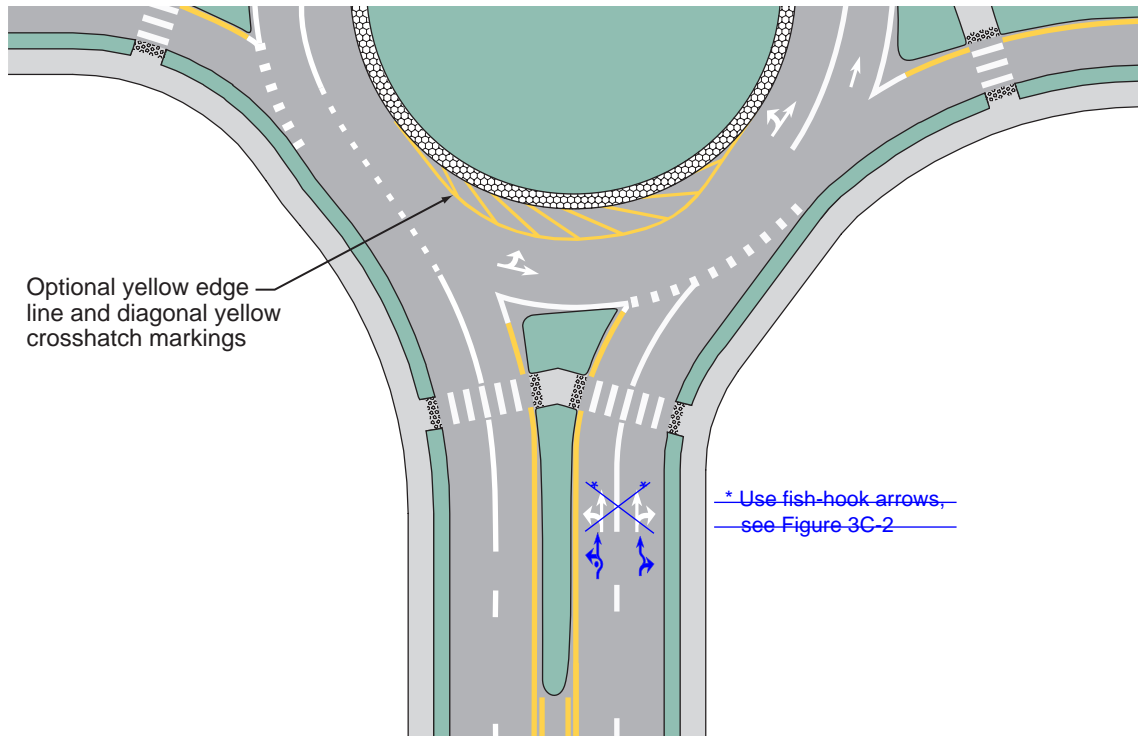 Optional yellow edge
line and diagonal yellow
crosshatch markings
* *
* Use fish-hook arrows,
see Figure 3C-2